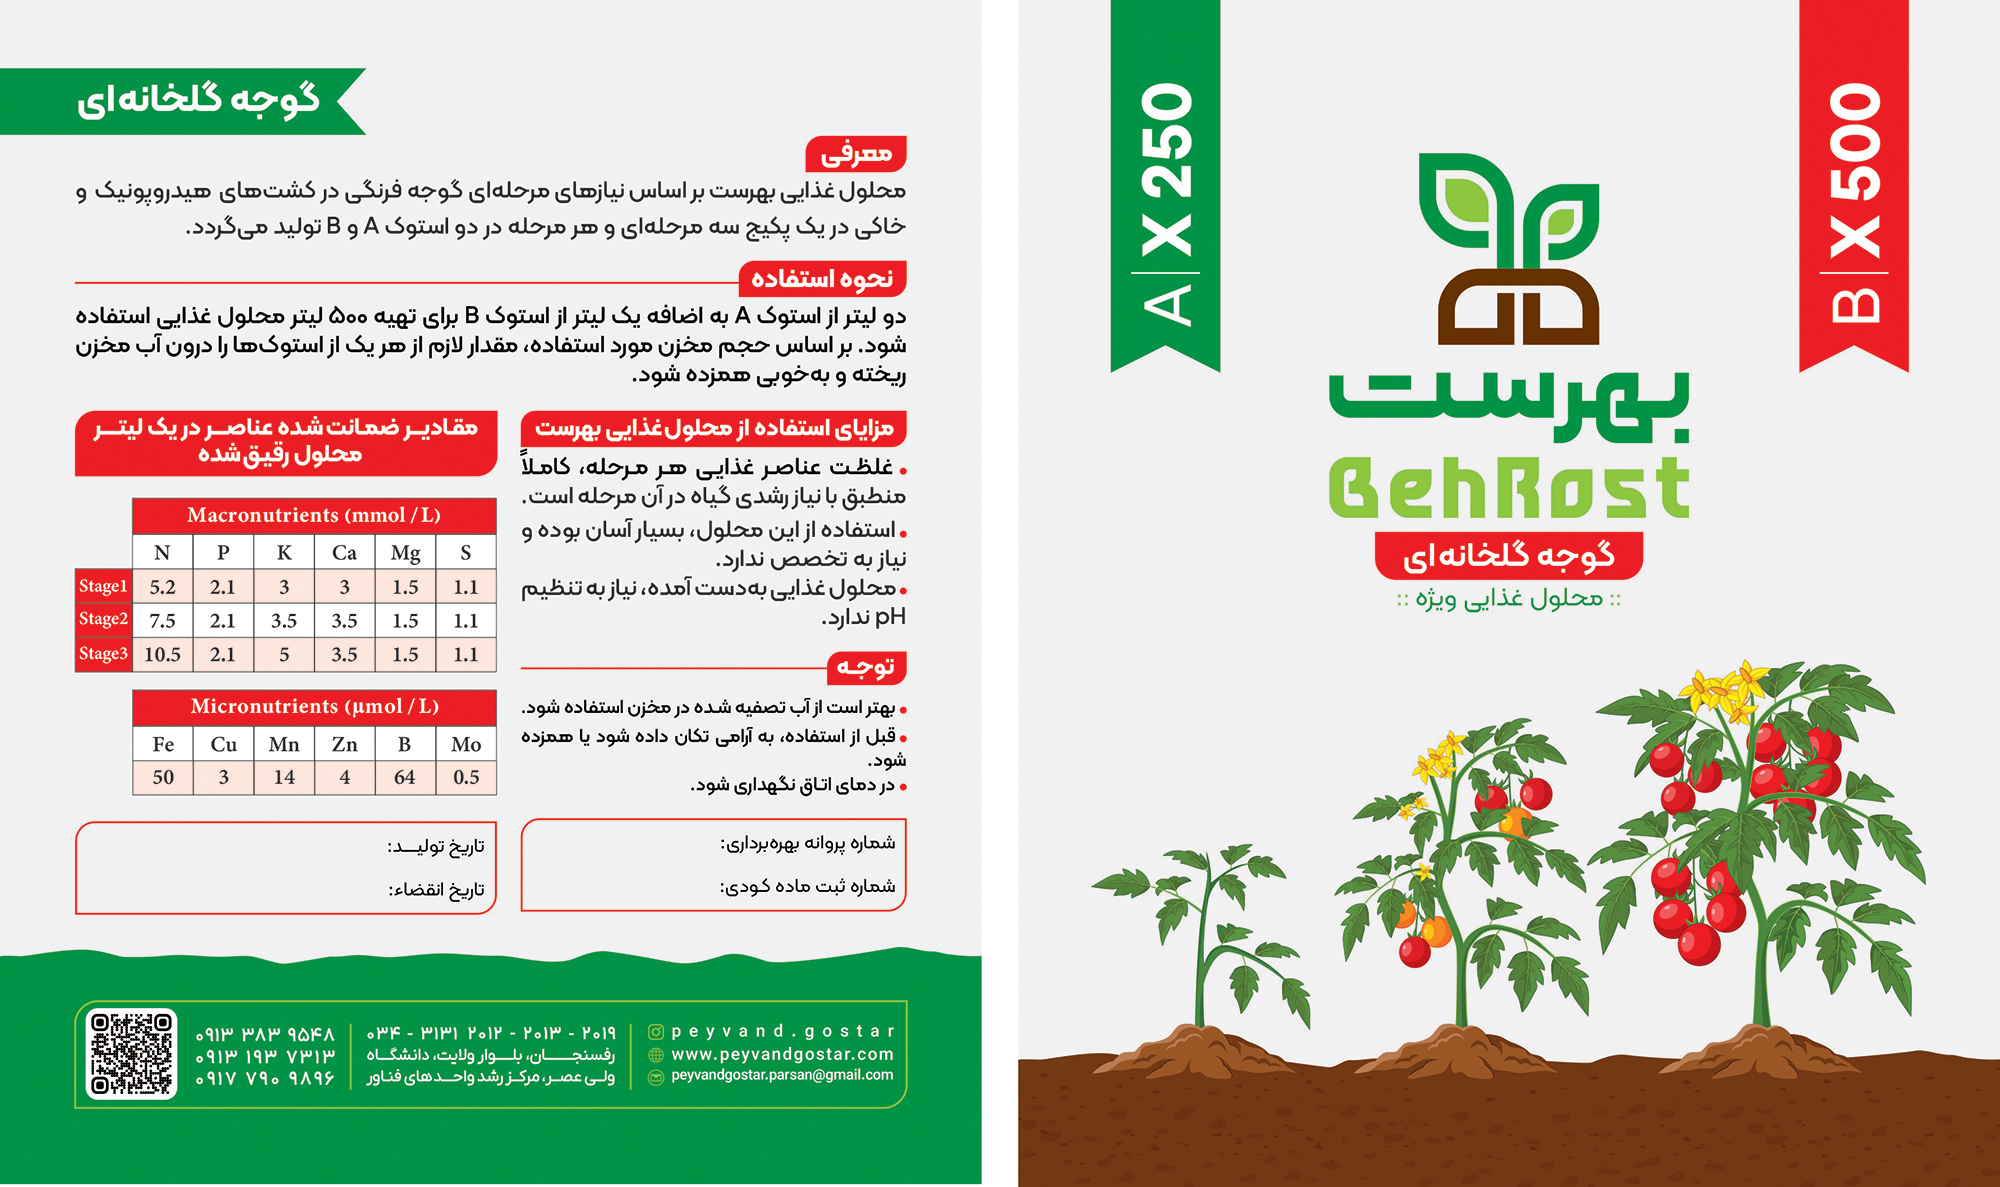 گوجه گلخانه‌ای
معرفی
محلول غذایی بهرست بر اساس نیازهای مرحله‌ای گوجه فرنگی در کشت‌های هیدروپونیک و
خاکی در یک پکیج سه مرحله‌ای و هر مرحله در دو استوک A و B تولید می‌گردد.
نحوه استفاده
دو لیتر از استوک A به اضافه یک لیتر از استوک B برای تهیه ۵۰۰ لیتر محلول غذایی استفاده
شود. بر اساس حجم مخزن مورد استفاده، مقدار لازم از هر یک از استوک‌ها را درون آب مخزن
ریخته و به‌خوبی همزده شود.
مزایای استفاده از محلول غذایی بهرست
• غلظت عناصر غذایی هر مرحله، کاملاً
منطبق با نیاز رشدی گیاه در آن مرحله است.
• استفاده از این محلول، بسیار آسان بوده و
نیاز به تخصص ندارد.
• محلول غذایی به‌دست آمده، نیاز به تنظیم
pH ندارد.
توجـه
• بهتر است از آب تصفیه شده در مخزن استفاده شود.
• قبل از استفاده، به آرامی تکان داده شود یا همزده
شود.
• در دمای اتاق نگهداری شود.
شماره پروانه بهره‌برداری:
شماره ثبت ماده کودی:
مقادیـر ضمانت شده عناصـر در یک لیتـر
محلول رقیق‌شده
Macronutrients (mmol / L)
N P K Ca Mg S
Stage1 5.2 2.1 3 3 1.5 1.1
Stage2 7.5 2.1 3.5 3.5 1.5 1.1
Stage3 10.5 2.1 5 3.5 1.5 1.1
Micronutrients (µmol / L)
Fe Cu Mn Zn B Mo
50 3 14 4 64 0.5
تاریخ تولیـــد:
تاریخ انقضاء:
peyvand.gostar
www.peyvandgostar.com
peyvandgostar.parsan@gmail.com
۰۳۴ - ۳۱۳۱ ۲۰۱۲ - ۲۰۱۳ - ۲۰۱۹
رفسنجـــــان، بلـــوار ولایت، دانشگــاه
ولـی عصـر، مرکـز رشد واحـدهای فناور
۰۹۱۳ ۳۸۳ ۹۵۴۸
۰۹۱۳ ۱۹۳ ۷۳۱۳
۰۹۱۷ ۷۹۰ ۹۸۹۶
A | X 250
B | X 500
بهرست
BehRost
گوجه گلخانه‌ای
:: محلول غذایی ویژه ::